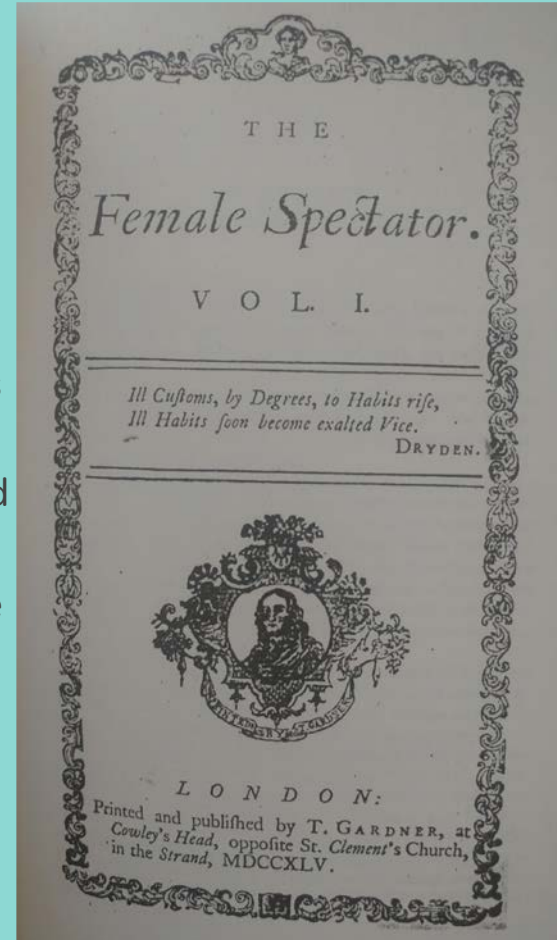 THE
Female Spectator.
VOL. I.
Ill Cuſtoms, by Degrees, to Habits riſe,
Ill Habits ſoon become exalted Vice.
DRYDEN.
LONDON:
Printed and publiſhed by T. GARDNER, at
Cowley's Head, oppoſite St. Clement's Church,
in the Strand, MDCCXLV.